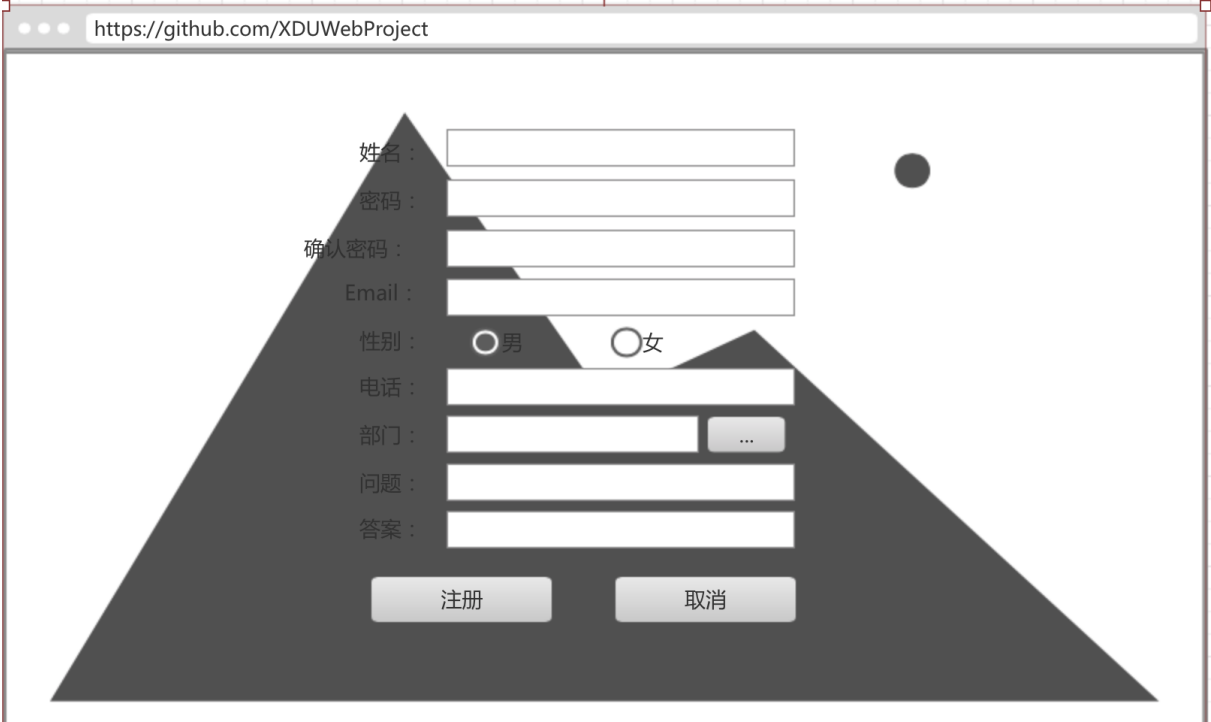 https://github.com/XDUWebProject
姓名：
密码：
确认密码：
Email：
性别： 男 女
电话：
部门： ...
问题：
答案：
注册 取消